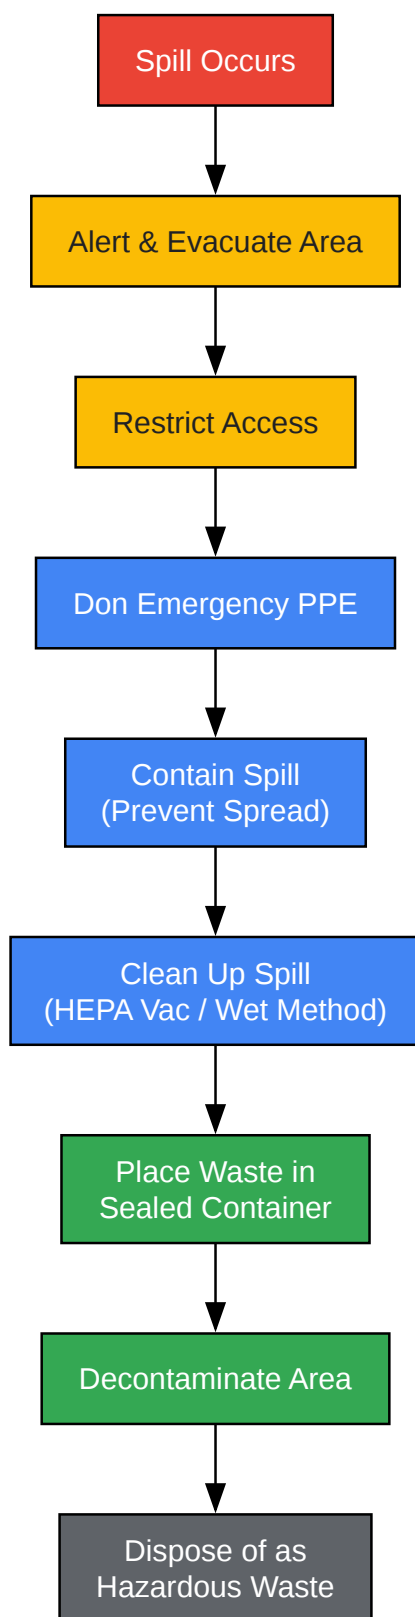 Spill Occurs
Alert & Evacuate Area
Restrict Access
Don Emergency PPE
Contain Spill
(Prevent Spread)
Clean Up Spill
(HEPA Vac / Wet Method)
Place Waste in
Sealed Container
Decontaminate Area
Dispose of as
Hazardous Waste